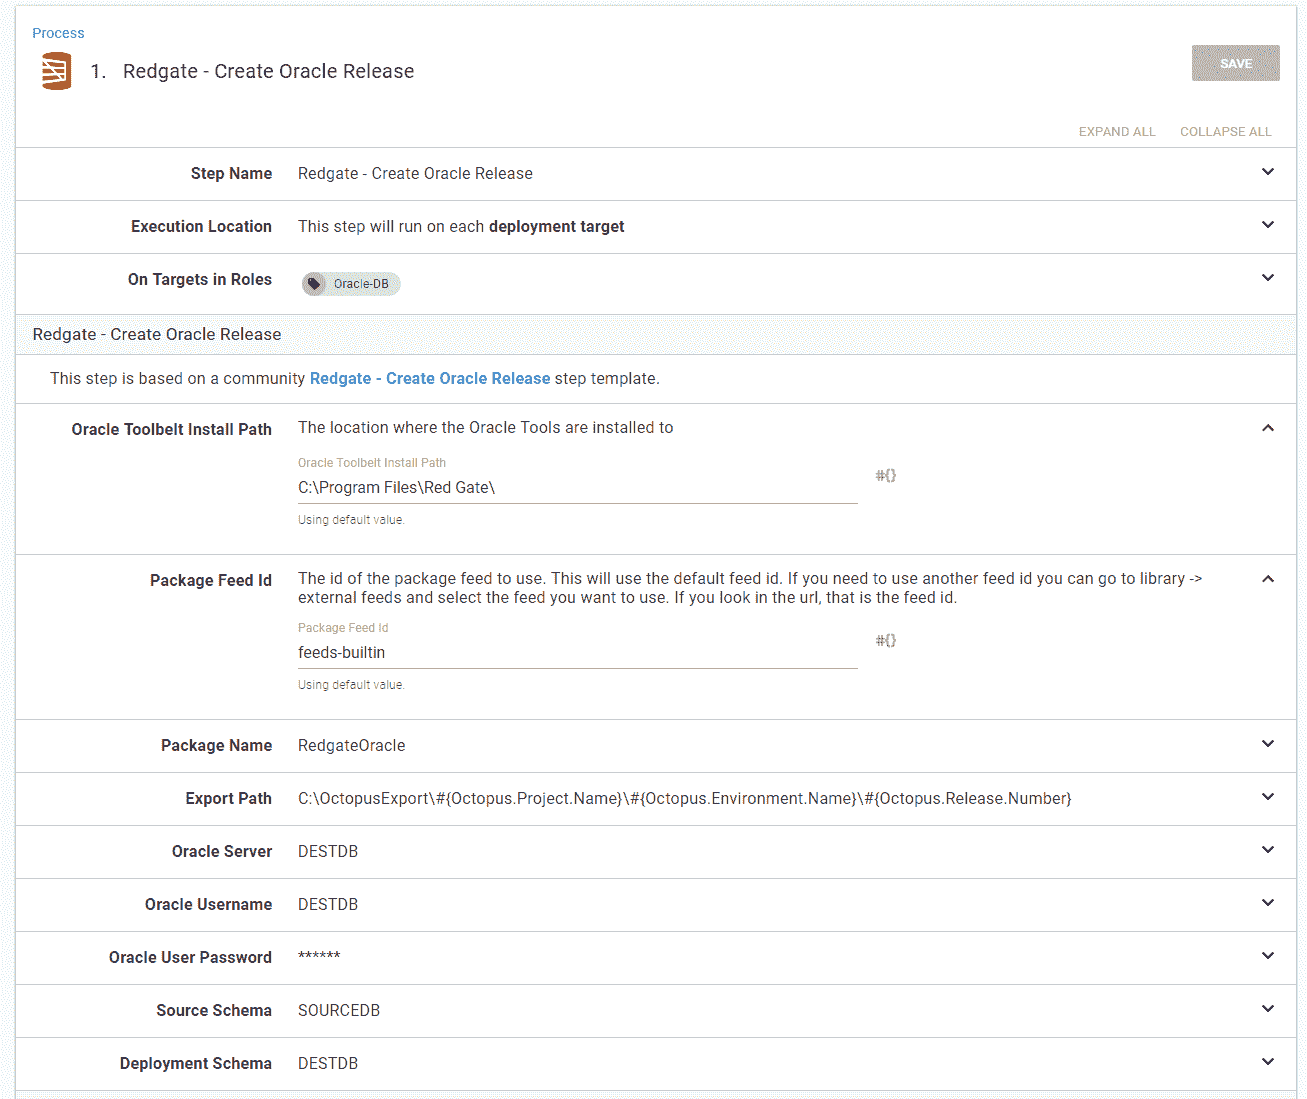 Process
1. Redgate - Create Oracle Release
SAVE
EXPAND ALL COLLAPSE ALL
Step Name Redgate - Create Oracle Release
Execution Location This step will run on each deployment target
On Targets in Roles Oracle-DB
Redgate - Create Oracle Release
This step is based on a community Redgate - Create Oracle Release step template.
Oracle Toolbelt Install Path The location where the Oracle Tools are installed to
Oracle Toolbelt Install Path
C:\Program Files\Red Gate\
#{}
Using default value.
Package Feed Id The id of the package feed to use. This will use the default feed id. If you need to use another feed id you can go to library ->
external feeds and select the feed you want to use. If you look in the url, that is the feed id.
Package Feed Id
feeds-builtin
#{}
Using default value.
Package Name RedgateOracle
Export Path C:\OctopusExport\#{Octopus.Project.Name}\#{Octopus.Environment.Name}\#{Octopus.Release.Number}
Oracle Server DESTDB
Oracle Username DESTDB
Oracle User Password ******
Source Schema SOURCEDB
Deployment Schema DESTDB